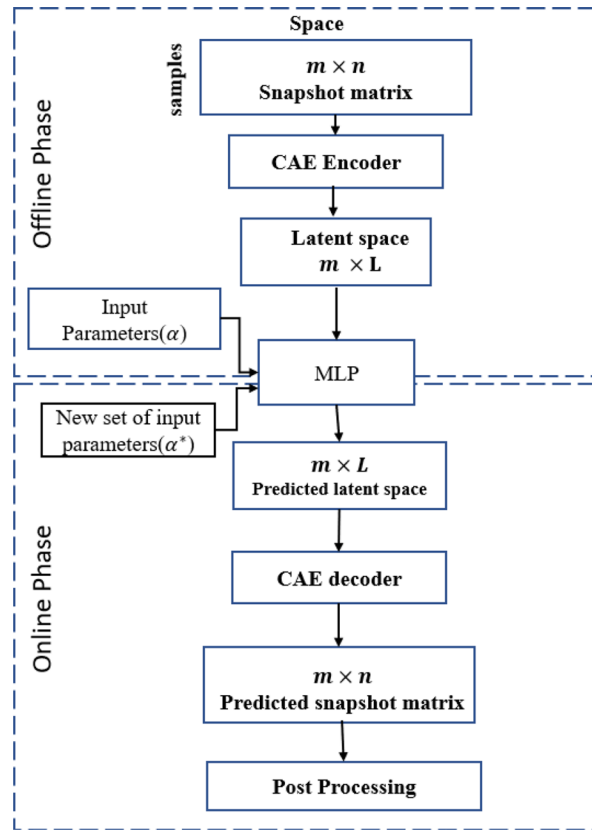 Space
samples
m × n
Snapshot matrix
CAE Encoder
Latent space
m × L
Offline Phase
Input
Parameters(α)
MLP
New set of input
parameters(α*)
m × L
Predicted latent space
CAE decoder
Online Phase
m × n
Predicted snapshot matrix
Post Processing